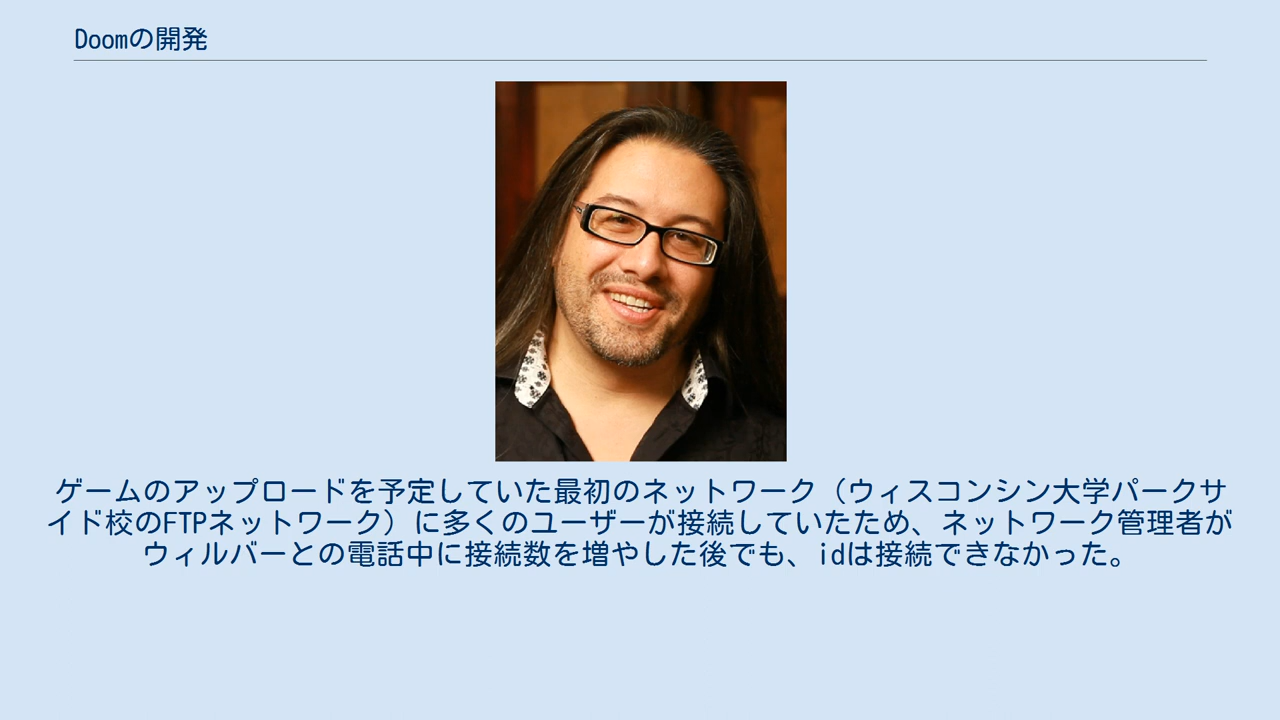 Doomの開発
ゲームのアップロードを予定していた最初のネットワーク（ウィスコンシン大学パークサ
イド校のFTPネットワーク）に多くのユーザーが接続していたため、ネットワーク管理者が
ウィルバーとの電話中に接続数を増やした後でも、idは接続できなかった。